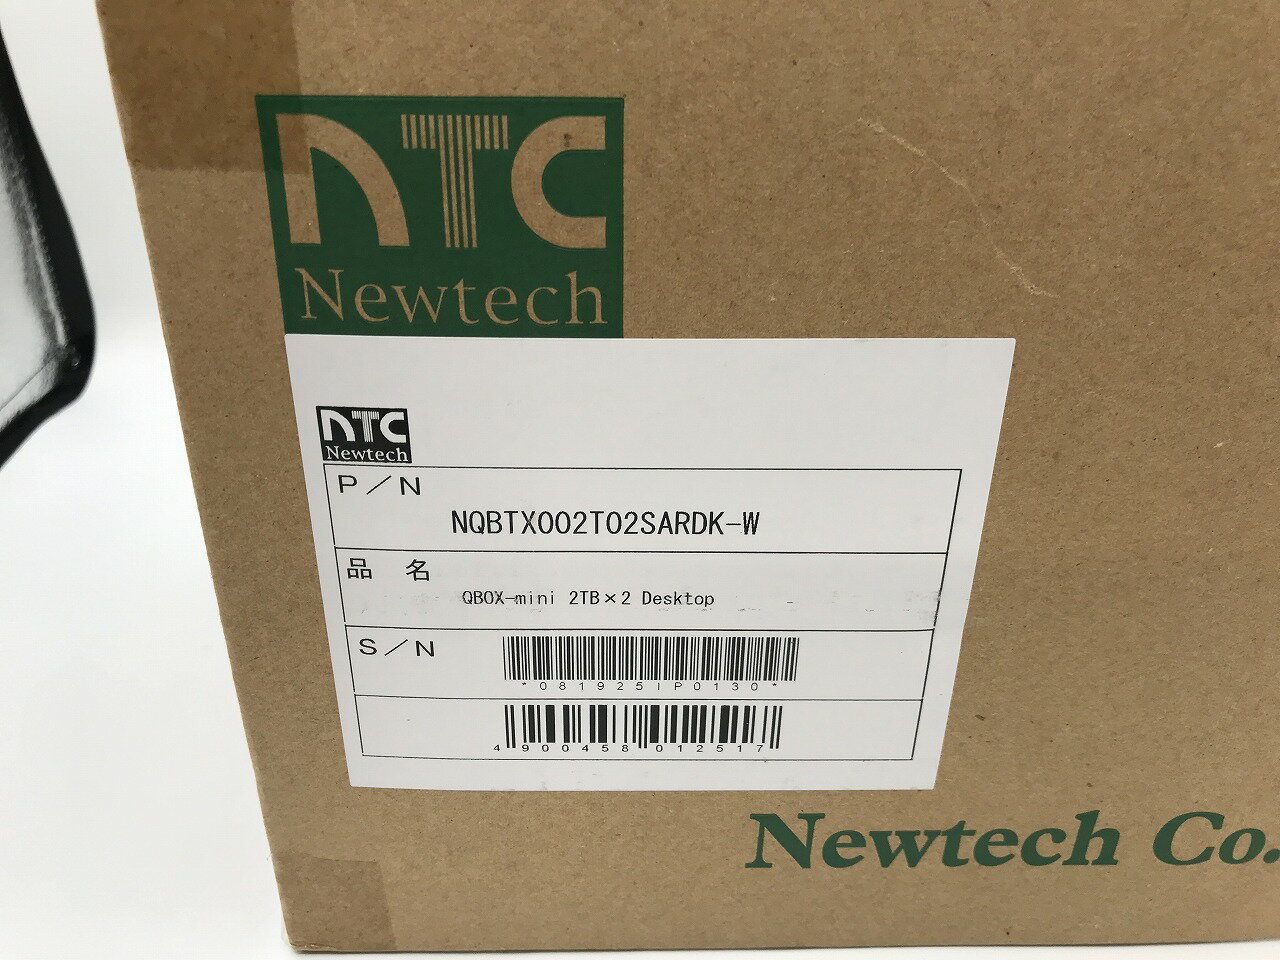 NTC
Newtech
NTC
Newtech
P／N
NQBTX002T02SARDK-W
品 名
QBOX-mini 2TB×2 Desktop
S／N
*081925IP0130*
4900458012517
Newtech Co.